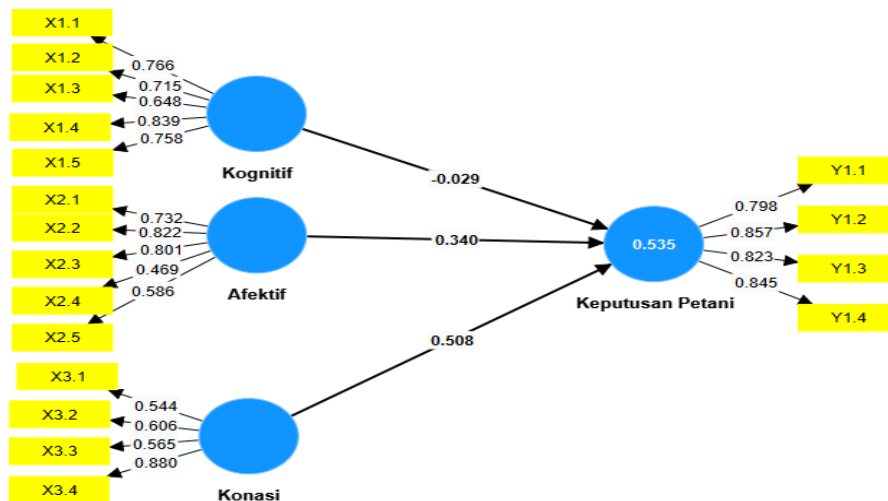 X1.1
X1.2
X1.3
X1.4
X1.5
0.766
0.715
0.648
0.839
0.758
Kognitif
-0.029
X2.1
X2.2
X2.3
X2.4
X2.5
0.732
0.822
0.801
0.469
0.586
Afektif
0.340
X3.1
X3.2
X3.3
X3.4
0.544
0.606
0.565
0.880
Konasi
0.508
0.535
Keputusan Petani
0.798
0.857
0.823
0.845
Y1.1
Y1.2
Y1.3
Y1.4